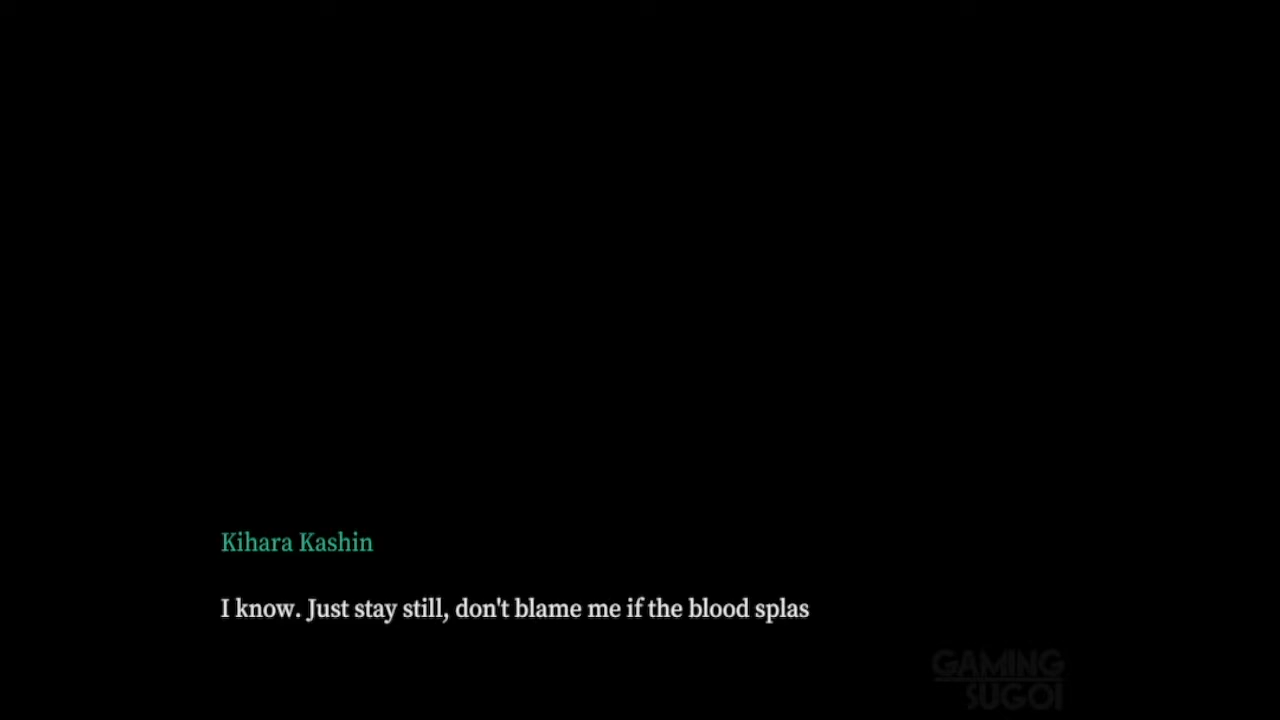 Kihara Kashin
I know. Just stay still, don't blame me if the blood splas
GAMING
SUGOI